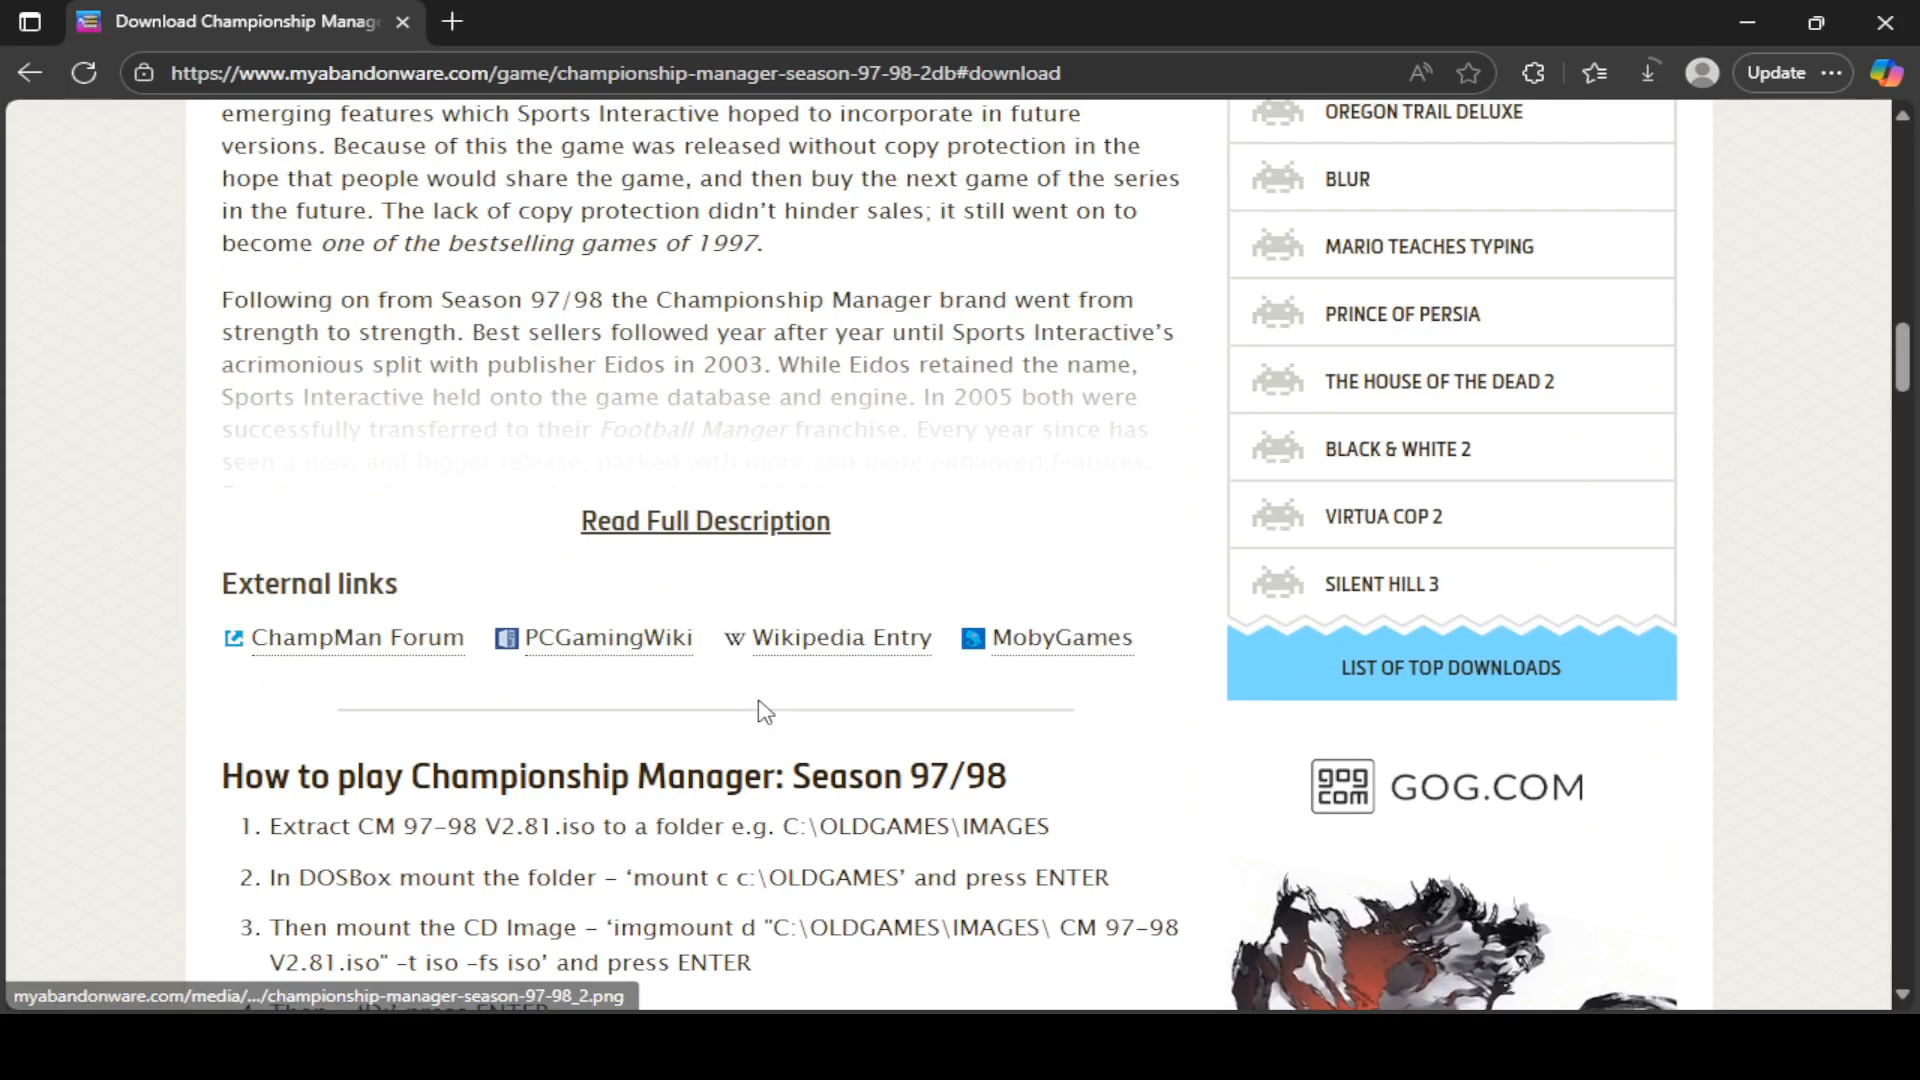 Download Championship Manag
https://www.myabandonware.com/game/championship-manager-season-97-98-2db#download
Update
emerging features which Sports Interactive hoped to incorporate in future
versions. Because of this the game was released without copy protection in the
hope that people would share the game, and then buy the next game of the series
in the future. The lack of copy protection didn't hinder sales; it still went on to
become one of the bestselling games of 1997.
Following on from Season 97/98 the Championship Manager brand went from
strength to strength. Best sellers followed year after year until Sports Interactive's
acrimonious split with publisher Eidos in 2003. While Eidos retained the name,
Sports Interactive held onto the game database and engine. In 2005 both were
successfully transferred to their Football Manger franchise. Every year since has
seen a new, and bigger release, packed with more and more enhanced features.
Read Full Description
External links
ChampMan Forum
PCGamingWiki
W Wikipedia Entry
MobyGames
How to play Championship Manager: Season 97/98
1. Extract CM 97-98 V2.81.iso to a folder e.g. C:\OLDGAMES\IMAGES
2. In DOSBox mount the folder – ‘mount c c:\OLDGAMES’ and press ENTER
3. Then mount the CD Image – ‘imgmount d "C:\OLDGAMES\IMAGES\ CM 97-98
V2.81.iso" -t iso -fs iso’ and press ENTER
myabandonware.com/media/.../championship-manager-season-97-98_2.png
OREGON TRAIL DELUXE
BLUR
MARIO TEACHES TYPING
PRINCE OF PERSIA
THE HOUSE OF THE DEAD 2
BLACK & WHITE 2
VIRTUA COP 2
SILENT HILL 3
LIST OF TOP DOWNLOADS
gog
com
GOG.COM